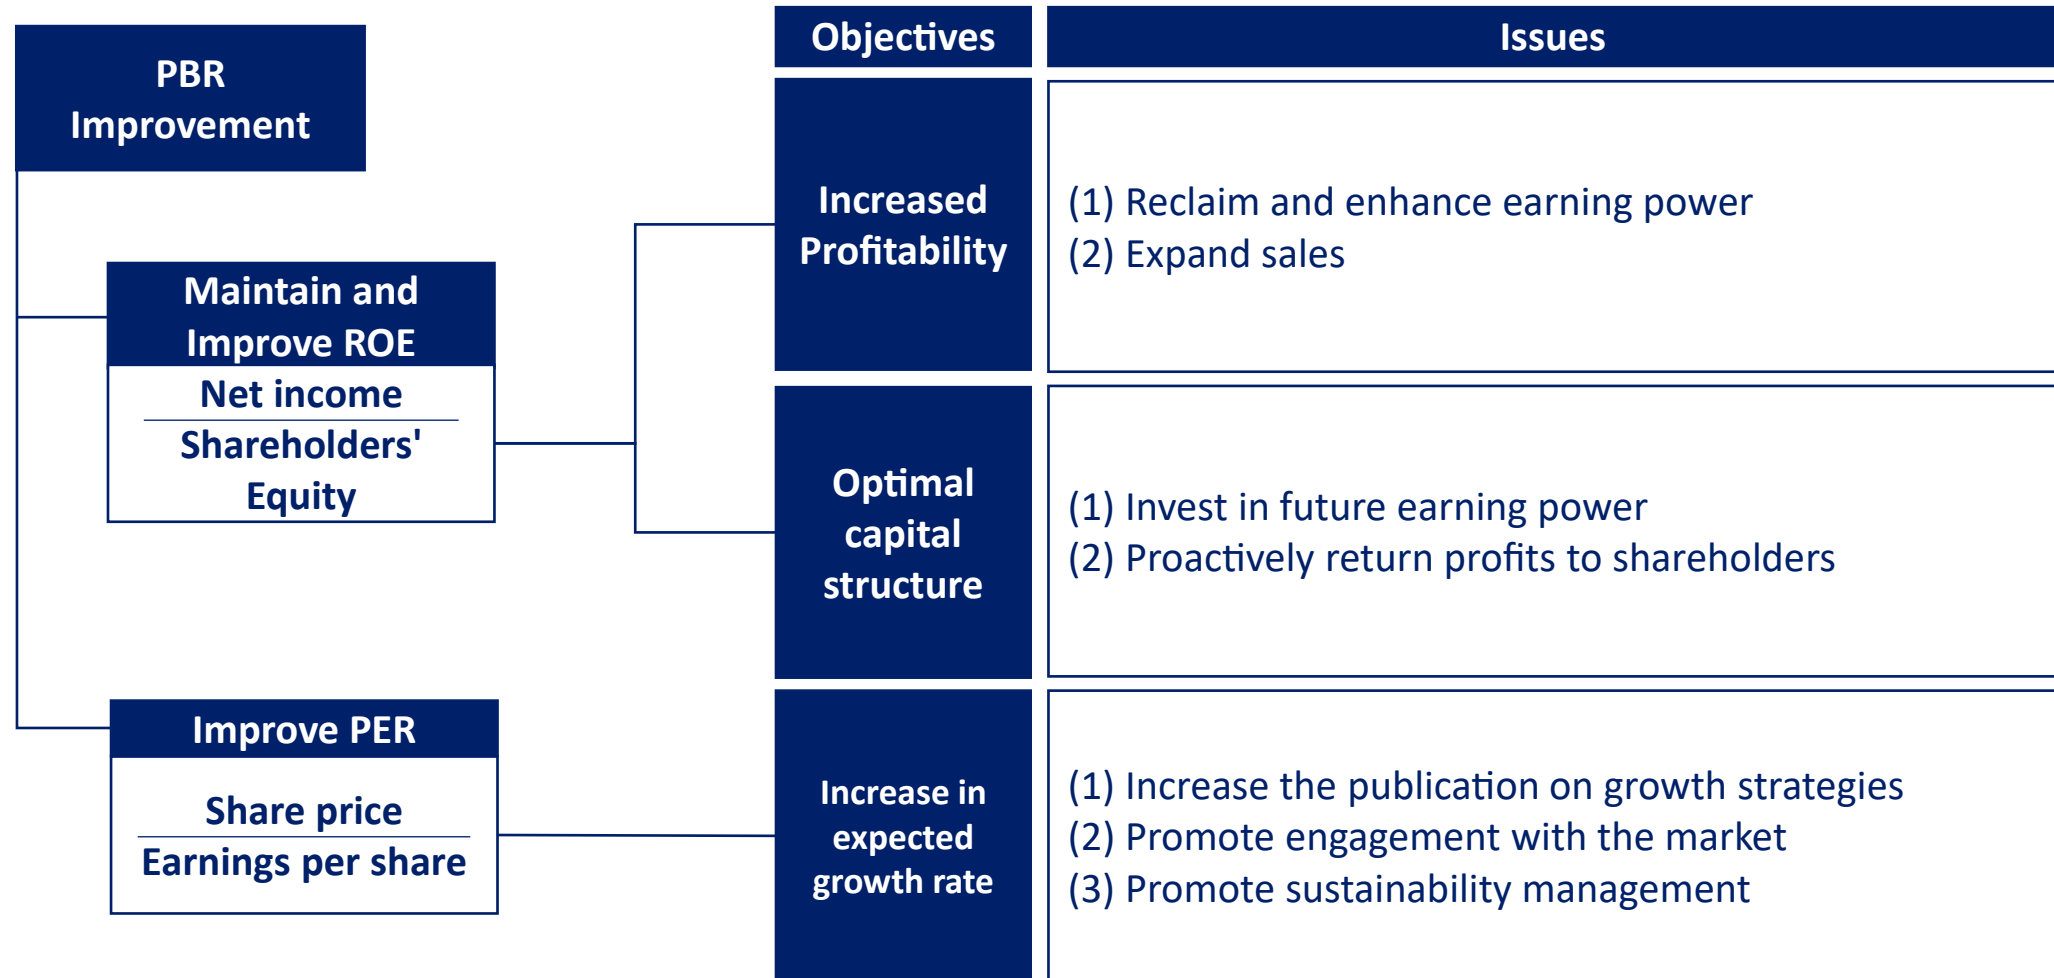 PBR
Improvement
Maintain and
Improve ROE
Net income
Shareholders'
Equity
Improve PER
Share price
Earnings per share
Objectives
Issues
Increased
Profitability
(1) Reclaim and enhance earning power
(2) Expand sales
Optimal
capital
structure
(1) Invest in future earning power
(2) Proactively return profits to shareholders
Increase in
expected
growth rate
(1) Increase the publication on growth strategies
(2) Promote engagement with the market
(3) Promote sustainability management